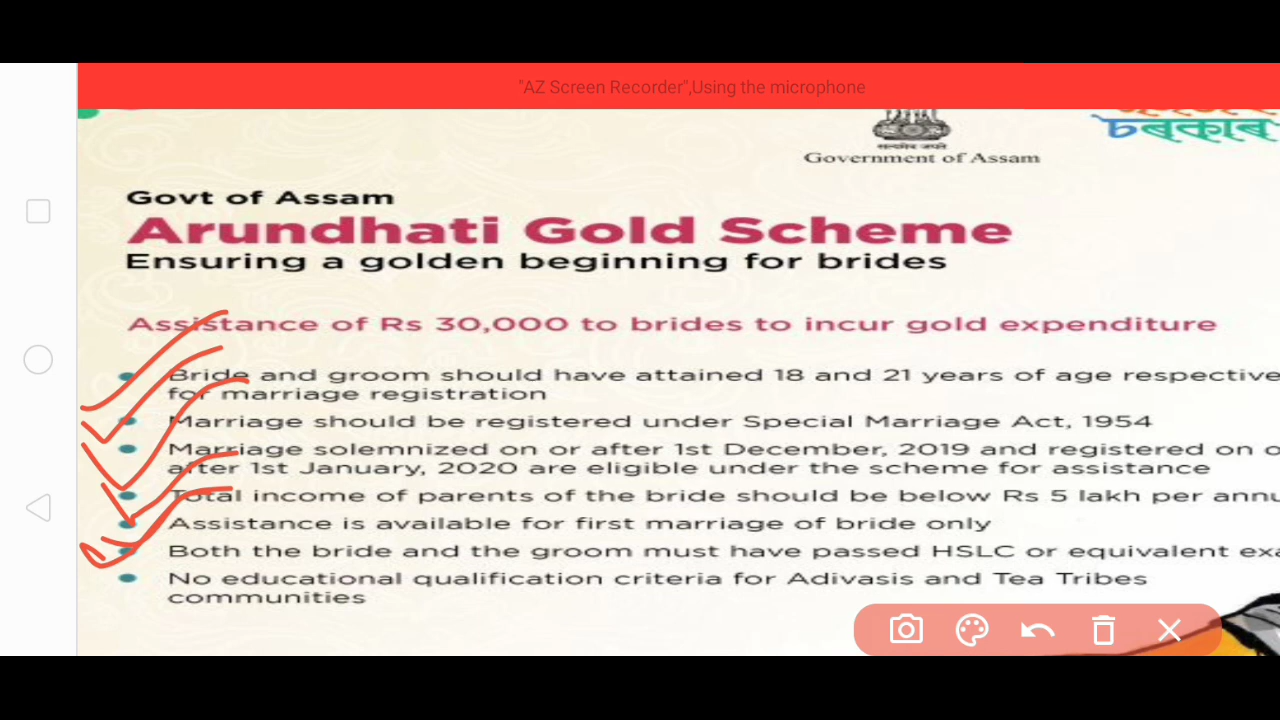 "AZ Screen Recorder",Using the microphone
চৰকাৰ
सत्यमेव जयते
Government of Assam
Govt of Assam
Arundhati Gold Scheme
Ensuring a golden beginning for brides
Assistance of Rs 30,000 to brides to incur gold expenditure
Bride and groom should have attained 18 and 21 years of age respective
for marriage registration
Marriage should be registered under Special Marriage Act, 1954
Marriage solemnized on or after 1st December, 2019 and registered on o
after 1st January, 2020 are eligible under the scheme for assistance
Total income of parents of the bride should be below Rs 5 lakh per annu
Assistance is available for first marriage of bride only
Both the bride and the groom must have passed HSLC or equivalent exa
No educational qualification criteria for Adivasis and Tea Tribes
communities